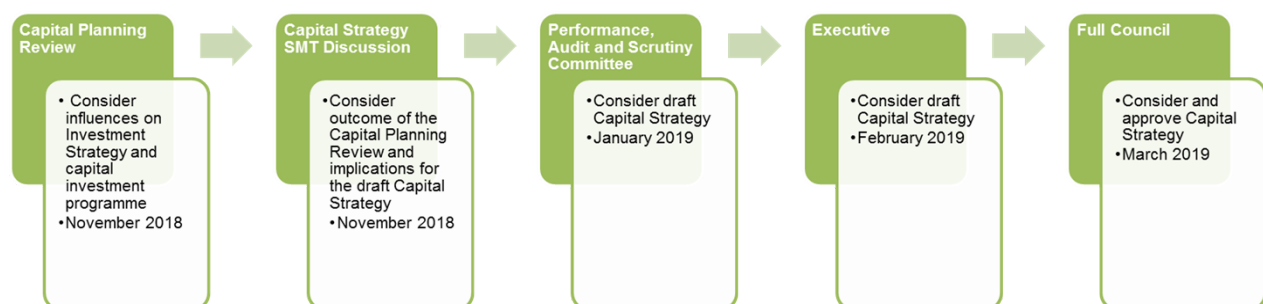 Capital Planning
Review
• Consider
influences on
Investment
Strategy and
capital
investment
programme
•November 2018
Capital Strategy
SMT Discussion
•Consider
outcome of the
Capital Planning
Review and
implications for
the draft Capital
Strategy
•November 2018
Performance,
Audit and Scrutiny
Committee
•Consider draft
Capital Strategy
•January 2019
Executive
•Consider draft
Capital Strategy
•February 2019
Full Council
•Consider and
approve Capital
Strategy
•March 2019